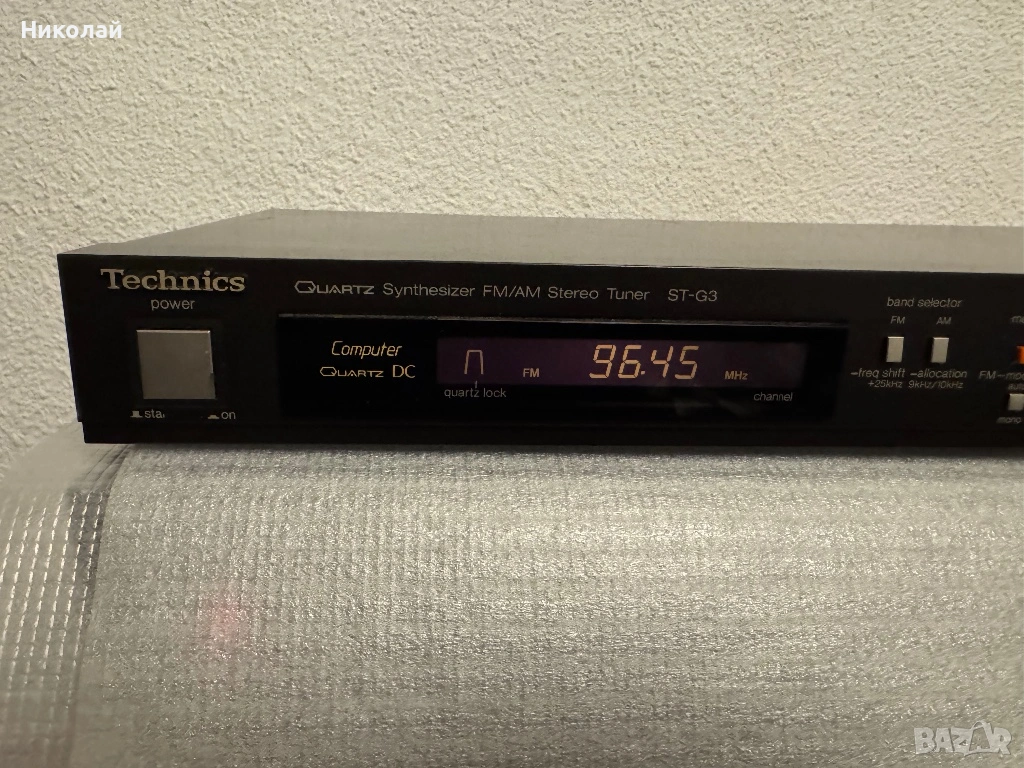 Николай
Technics
power
QUARTZ Synthesizer FM/AM Stereo Tuner ST-G3
Computer
QUARTZ DC
FM 96.45 MHz
quartz lock
channel
on
band selector
FM AM
–freq shift –allocation
+25kHz 9kHz/10kHz
mono
BAZAR